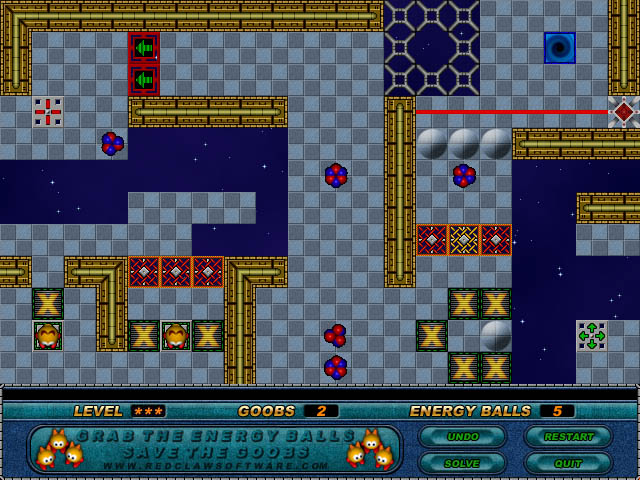 LEVEL ***
GOOBS 2
ENERGY BALLS 5
GRAB THE ENERGY BALLS
SAVE THE GOOBS
WWW.REDCLAWSOFTWARE.COM
UNDO
RESTART
SOLVE
QUIT